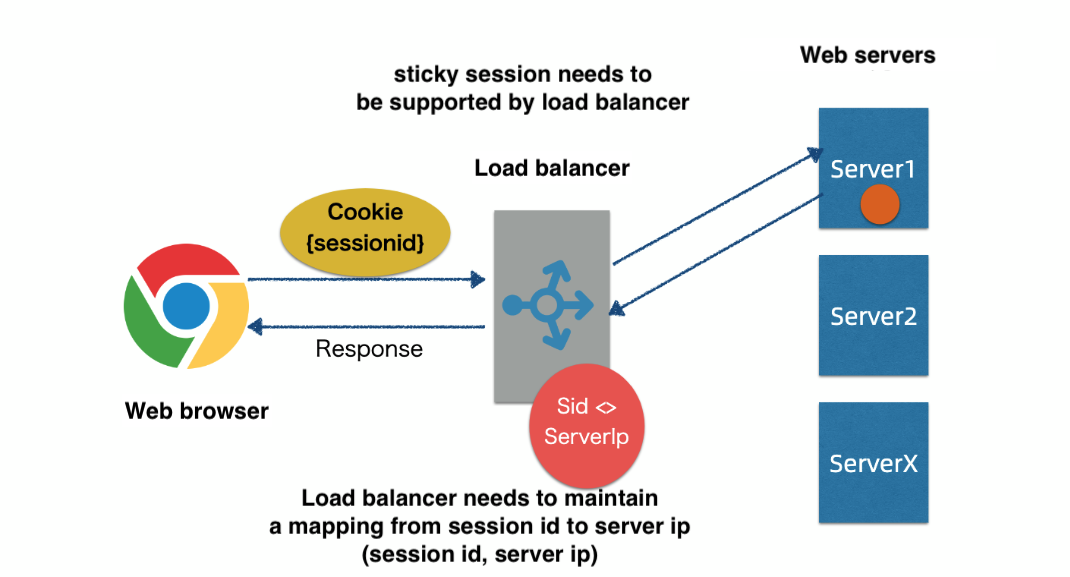 Web servers
sticky session needs to
be supported by load balancer
Load balancer
Server1
Cookie
{sessionid}
Server2
Response
Web browser
Sid <>
ServerIp
ServerX
Load balancer needs to maintain
a mapping from session id to server ip
(session id, server ip)